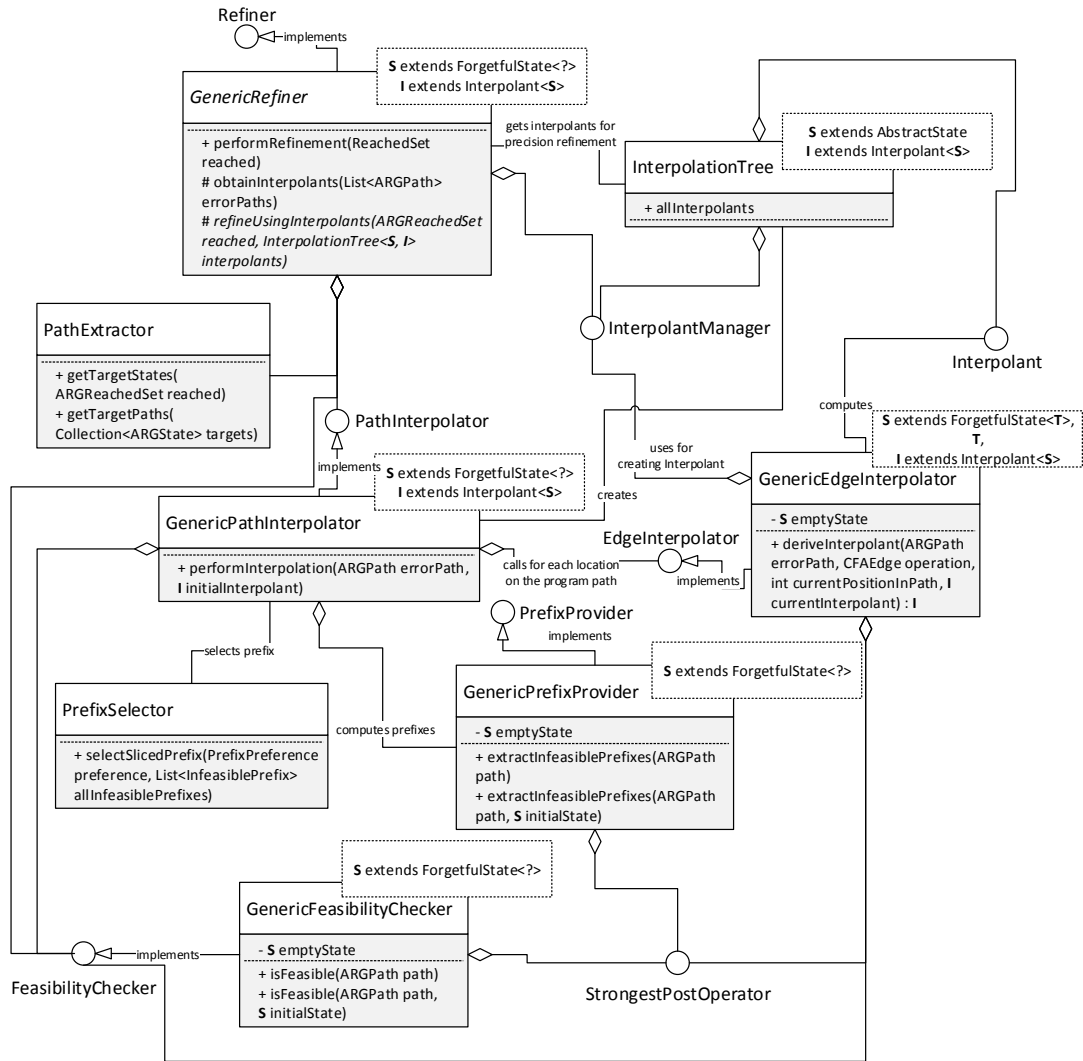 Refiner
implements
S extends ForgetfulState<?>
I extends Interpolant<S>
GenericRefiner
+ performRefinement(ReachedSet
reached)
# obtainInterpolants(List<ARGPath>
errorPaths)
# refineUsingInterpolants(ARGReachedSet
reached, InterpolationTree<S, I>
interpolants)
gets interpolants for
precision refinement
S extends AbstractState
I extends Interpolant<S>
InterpolationTree
+ allInterpolants
PathExtractor
+ getTargetStates(
ARGReachedSet reached)
+ getTargetPaths(
Collection<ARGState> targets)
InterpolantManager
Interpolant
computes
PathInterpolator
implements
S extends ForgetfulState<?>
I extends Interpolant<S>
GenericPathInterpolator
+ performInterpolation(ARGPath errorPath,
I initialInterpolant)
creates
uses for
creating Interpolant
S extends ForgetfulState<T>,
T,
I extends Interpolant<S>
GenericEdgeInterpolator
- S emptyState
+ deriveInterpolant(ARGPath
errorPath, CFAEdge operation,
int currentPositionInPath, I
currentInterpolant) : I
EdgeInterpolator
calls for each location
on the program path
implements
PrefixProvider
implements
selects prefix
S extends ForgetfulState<?>
GenericPrefixProvider
- S emptyState
+ extractInfeasiblePrefixes(ARGPath
path)
+ extractInfeasiblePrefixes(ARGPath
path, S initialState)
PrefixSelector
+ selectSlicedPrefix(PrefixPreference
preference, List<InfeasiblePrefix>
allInfeasiblePrefixes)
computes prefixes
S extends ForgetfulState<?>
GenericFeasibilityChecker
- S emptyState
+ isFeasible(ARGPath path)
+ isFeasible(ARGPath path,
S initialState)
implements
FeasibilityChecker
StrongestPostOperator